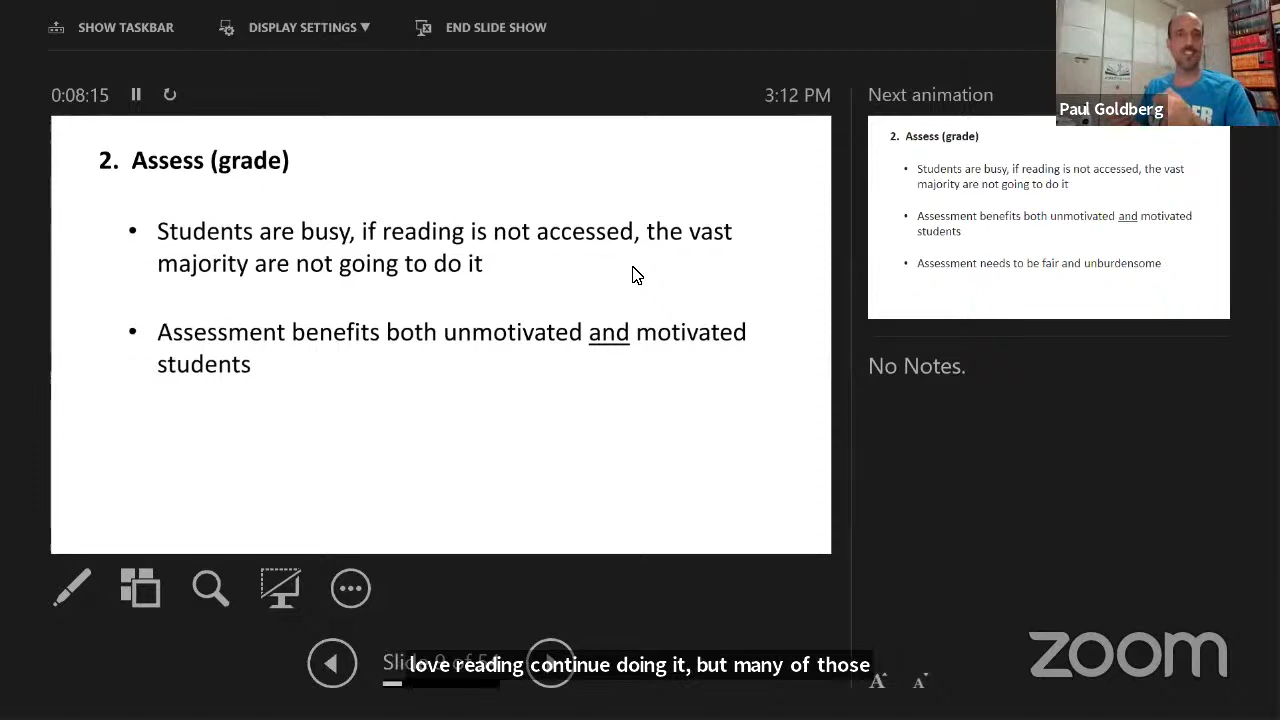 SHOW TASKBAR
DISPLAY SETTINGS ▼
END SLIDE SHOW
0:08:15
3:12 PM
Next animation
Paul Goldberg
2. Assess (grade)
• Students are busy, if reading is not accessed, the vast
majority are not going to do it
• Assessment benefits both unmotivated and motivated
students
2. Assess (grade)
• Students are busy, if reading is not accessed, the vast
majority are not going to do it
• Assessment benefits both unmotivated and motivated
students
• Assessment needs to be fair and unburdensome
No Notes.
love reading continue doing it, but many of those
A A
zoom